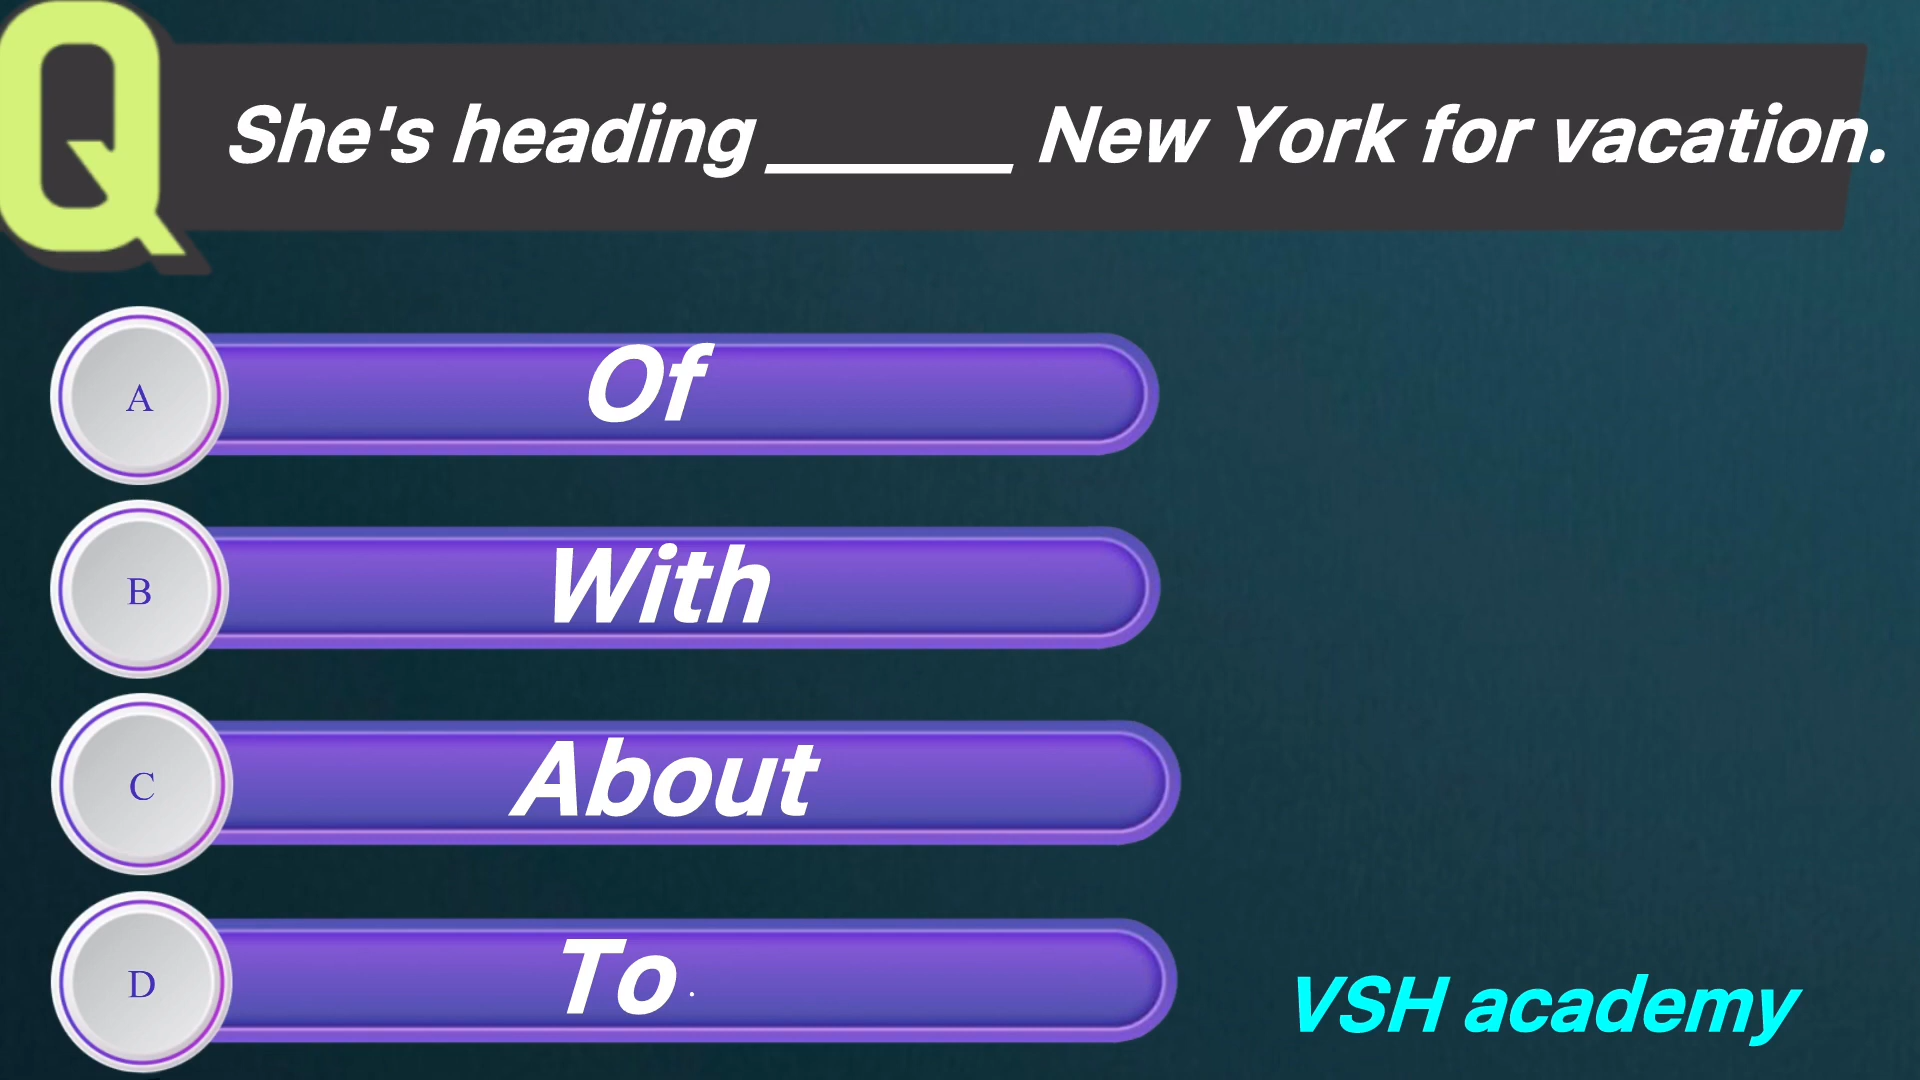 Q
She's heading ______ New York for vacation.
A
Of
B
With
C
About
D
To .
VSH academy